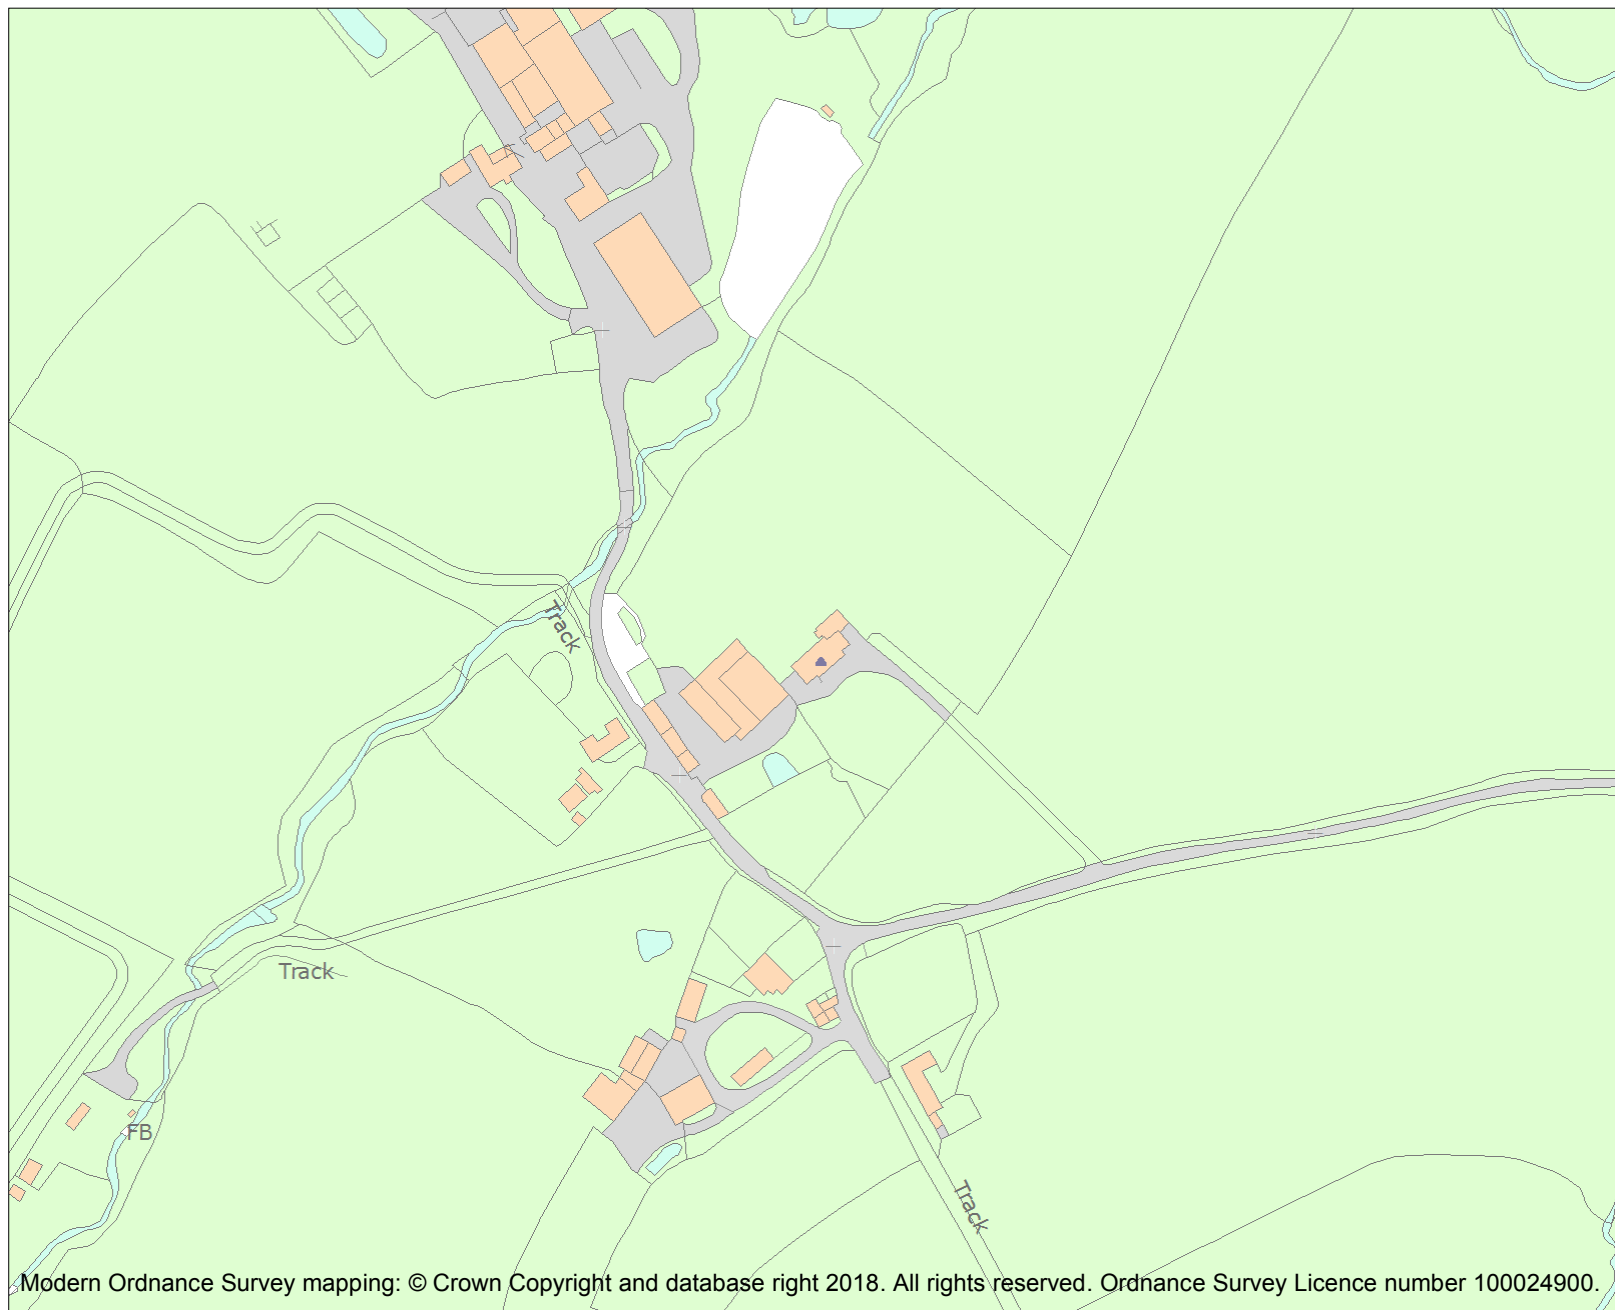 Track
Track
FB
Track
Modern Ordnance Survey mapping: © Crown Copyright and database right 2018. All rights reserved. Ordnance Survey Licence number 100024900.